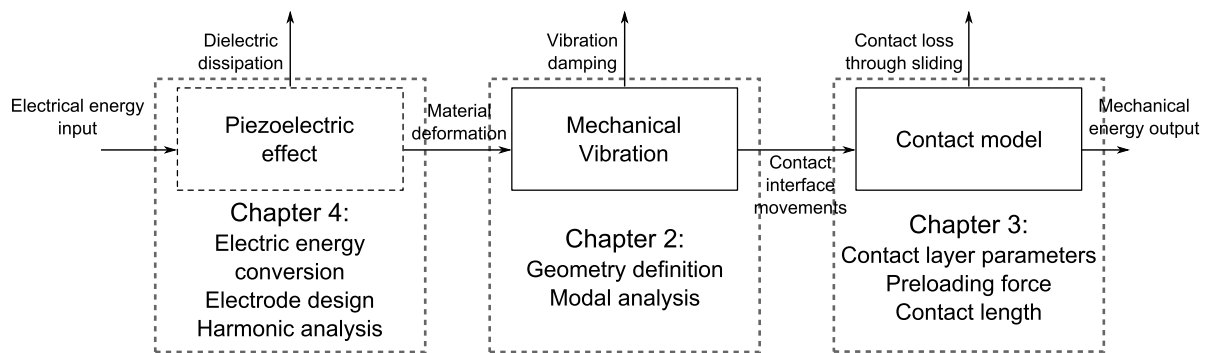 Dielectric
dissipation
Vibration
damping
Contact loss
through sliding
Electrical energy
input
Piezoelectric
effect
Material
deformation
Mechanical
Vibration
Contact
interface
movements
Contact model
Mechanical
energy output
Chapter 4:
Electric energy
conversion
Electrode design
Harmonic analysis
Chapter 2:
Geometry definition
Modal analysis
Chapter 3:
Contact layer parameters
Preloading force
Contact length